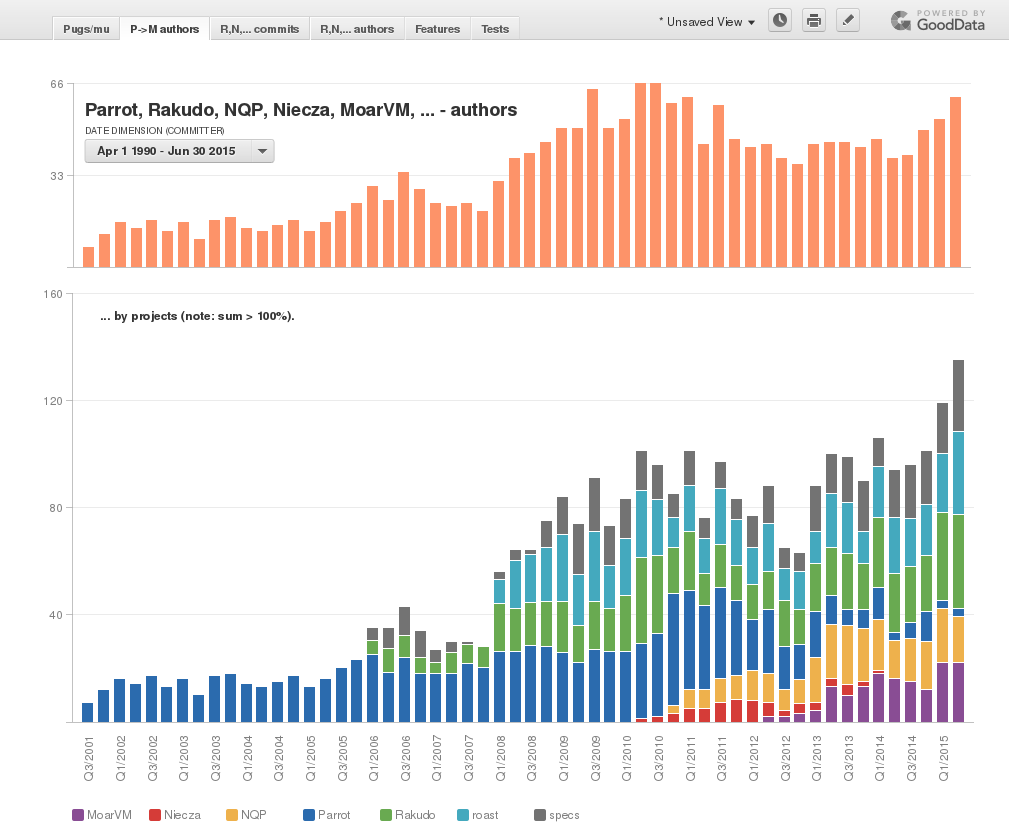 Pugs/mu P->M authors R,N,... commits R,N,... authors Features Tests * Unsaved View POWERED BY GoodData
66
Parrot, Rakudo, NQP, Niecza, MoarVM, ... - authors
DATE DIMENSION (COMMITTER)
Apr 1 1990 - Jun 30 2015
33
160
... by projects (note: sum > 100%).
120
80
40
Q3/2001 Q1/2002 Q3/2002 Q1/2003 Q3/2003 Q1/2004 Q3/2004 Q1/2005 Q3/2005 Q1/2006 Q3/2006 Q1/2007 Q3/2007 Q1/2008 Q3/2008 Q1/2009 Q3/2009 Q1/2010 Q3/2010 Q1/2011 Q3/2011 Q1/2012 Q3/2012 Q1/2013 Q3/2013 Q1/2014 Q3/2014 Q1/2015
MoarVM Niecza NQP Parrot Rakudo roast specs